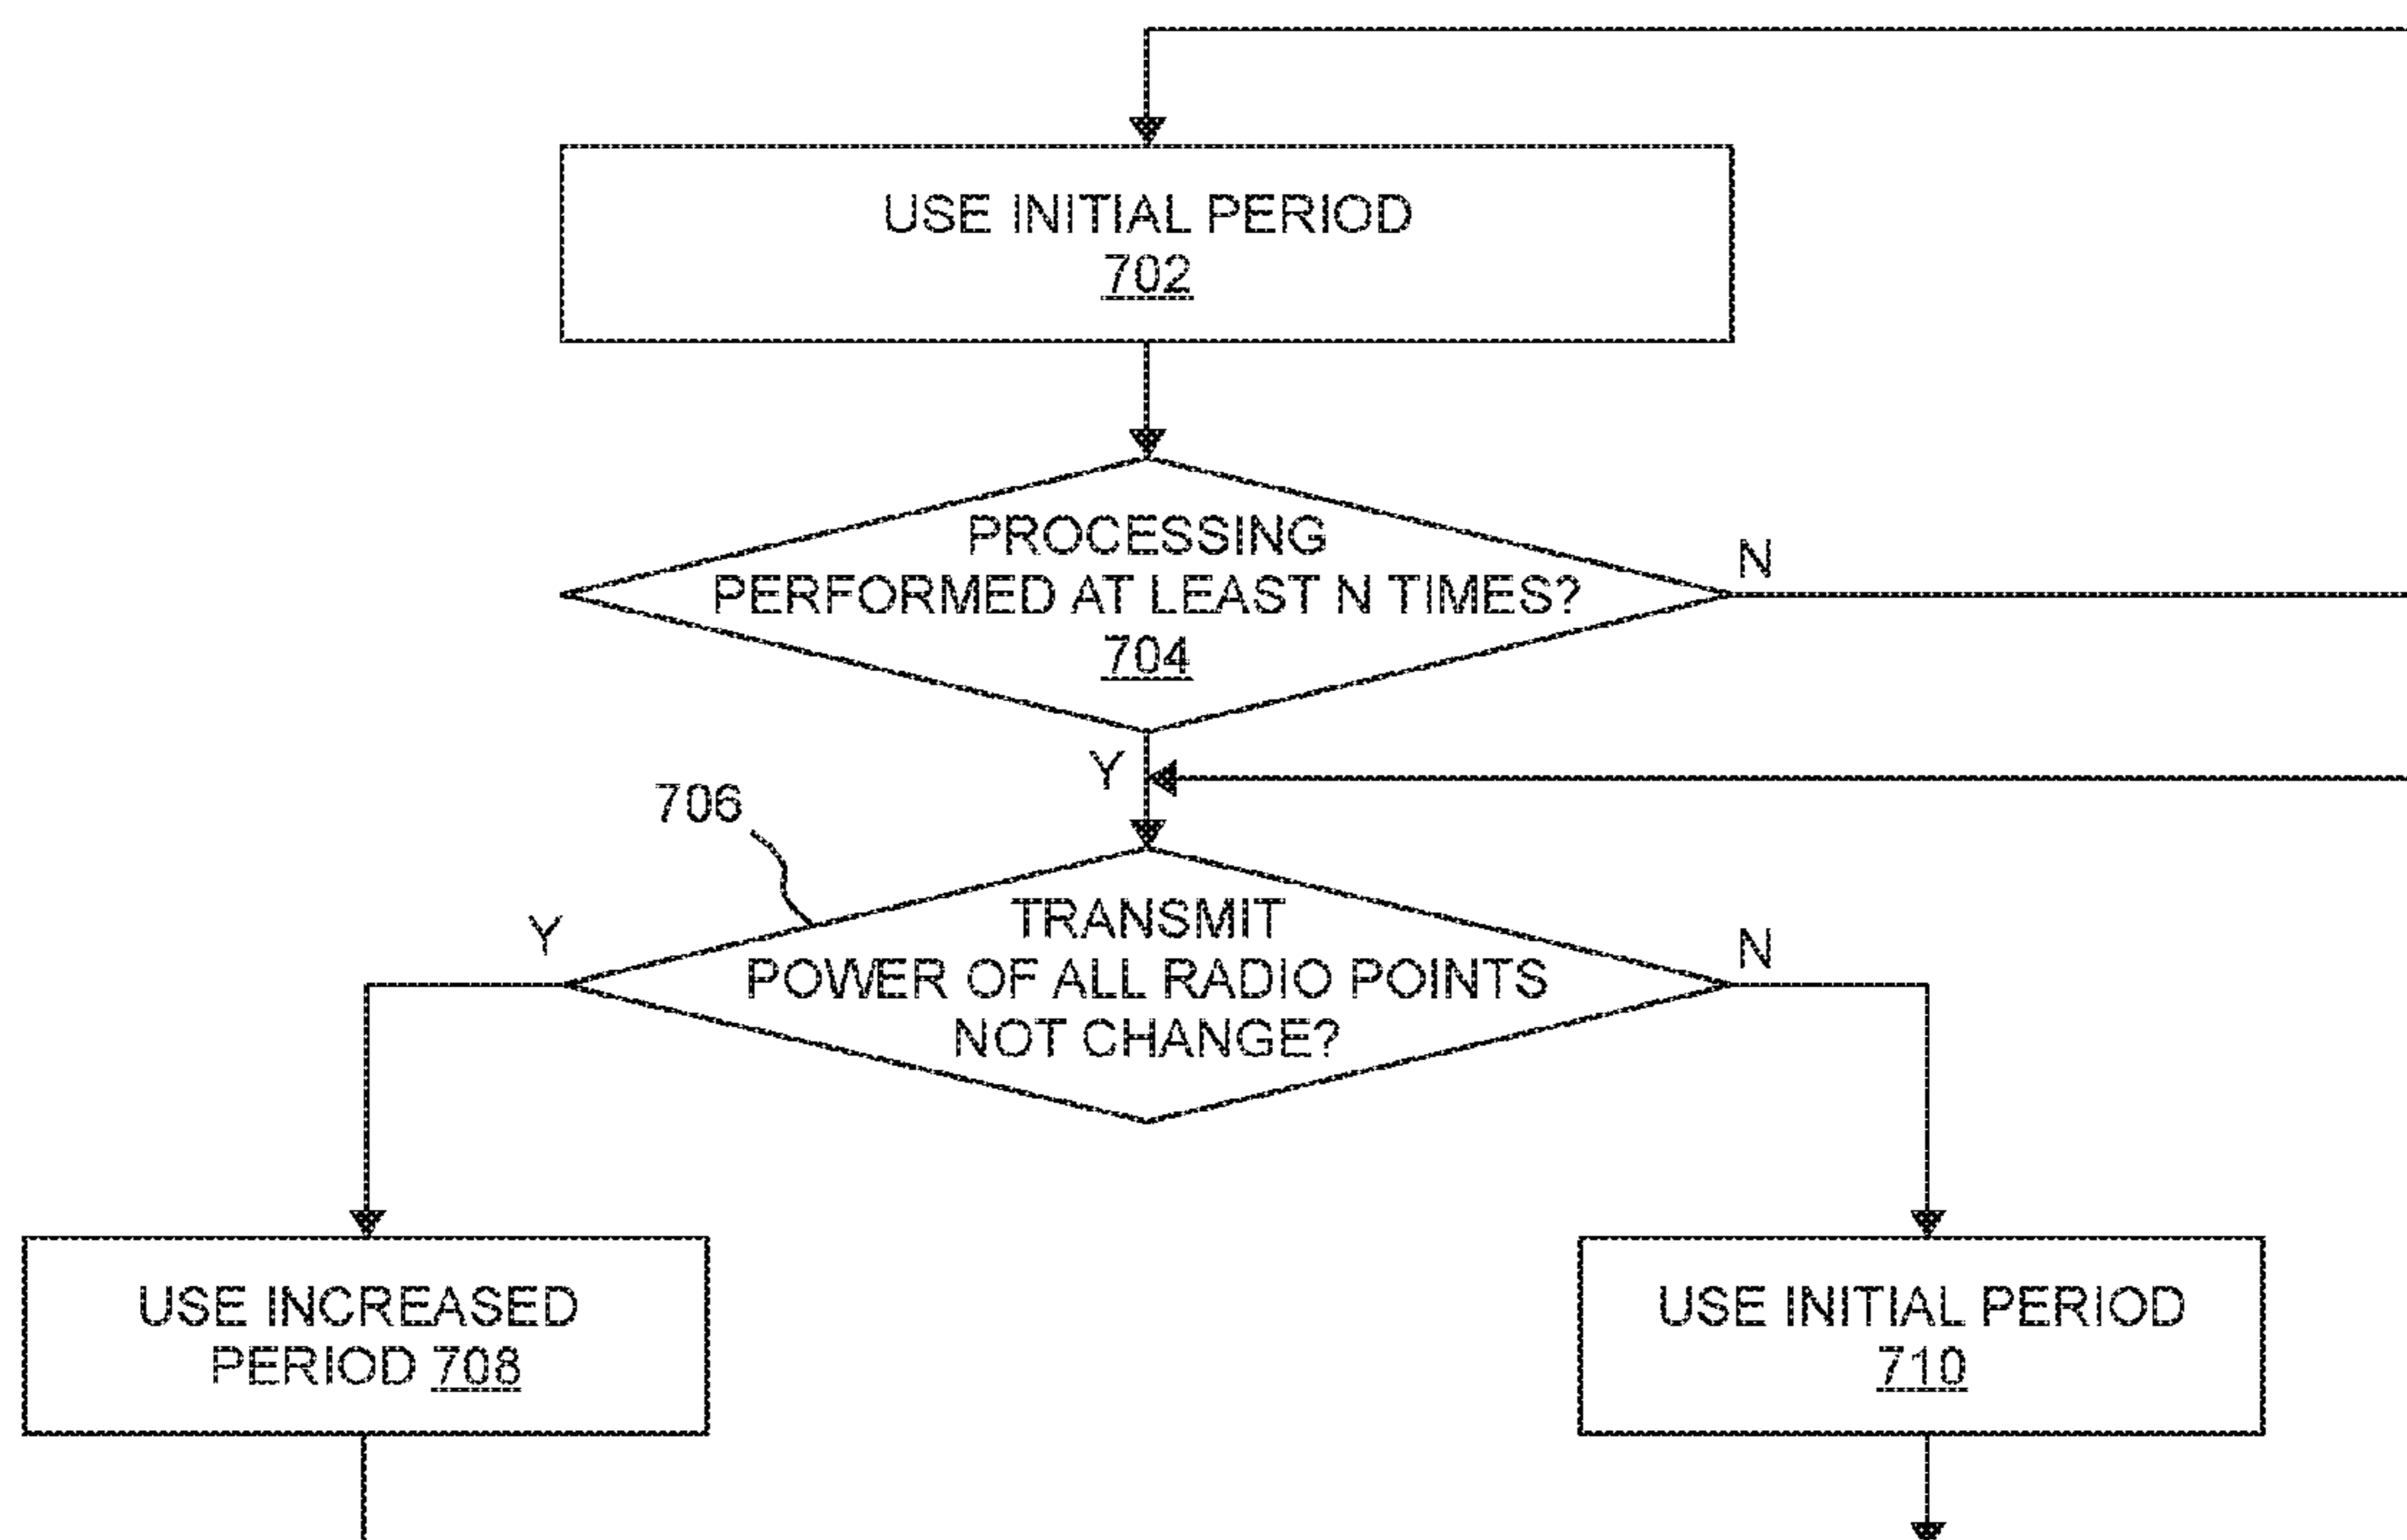 USE INITIAL PERIOD
702
PROCESSING
PERFORMED AT LEAST N TIMES?
704
N
Y
706
TRANSMIT
POWER OF ALL RADIO POINTS
NOT CHANGE?
Y
N
USE INCREASED
PERIOD 708
USE INITIAL PERIOD
710